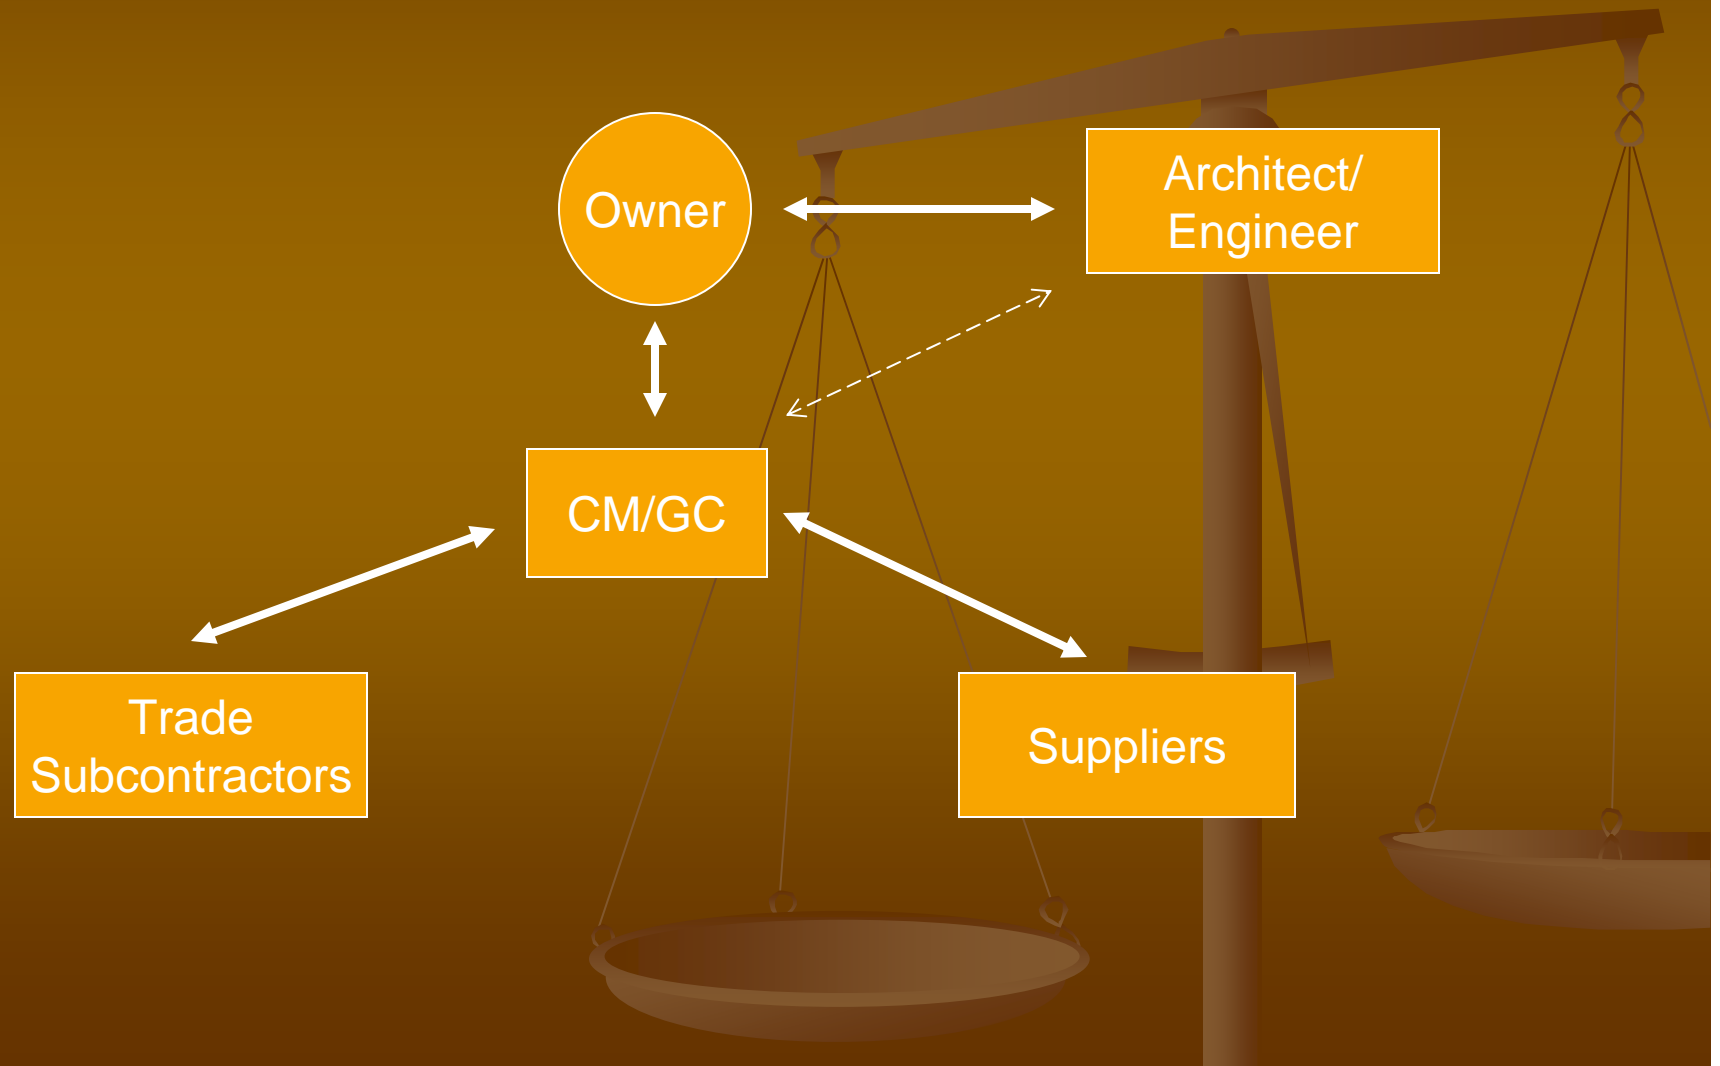 Owner
Architect/
Engineer
CM/GC
Trade
Subcontractors
Suppliers